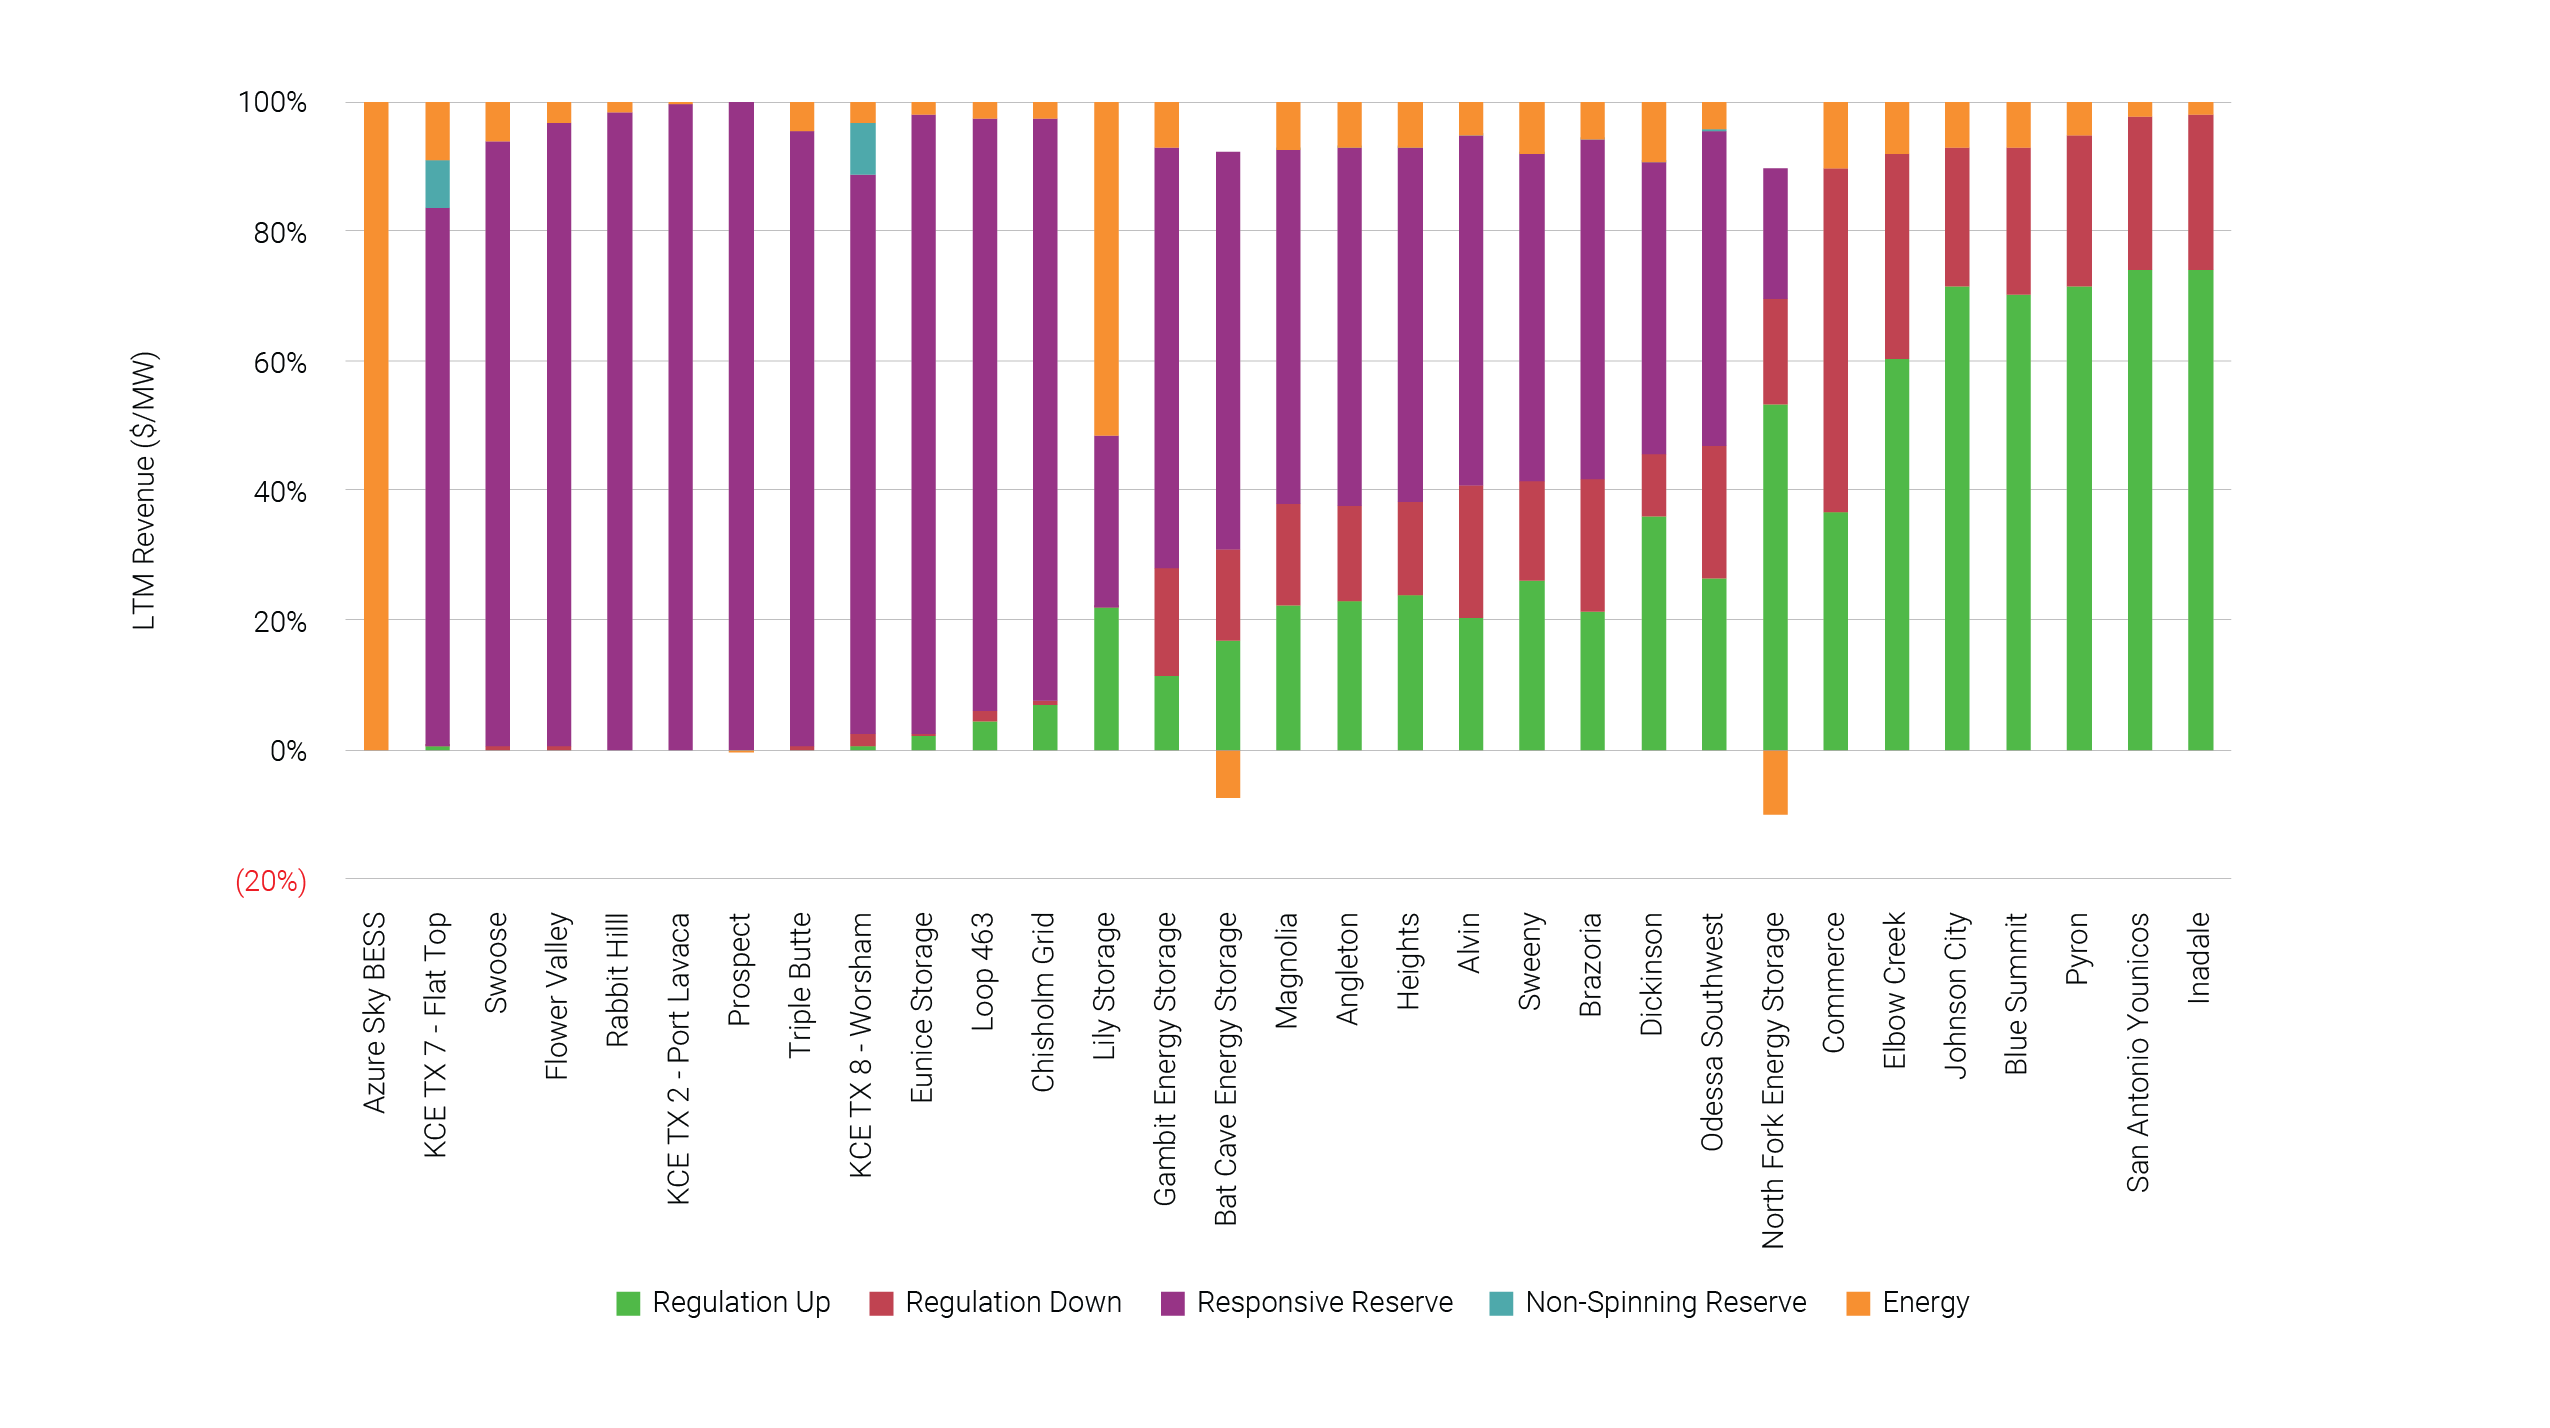 100%
80%
60%
40%
20%
0%
(20%)
LTM Revenue ($/MW)
Azure Sky BESS
KCE TX 7 - Flat Top
Swoose
Flower Valley
Rabbit Hilll
KCE TX 2 - Port Lavaca
Prospect
Triple Butte
KCE TX 8 - Worsham
Eunice Storage
Loop 463
Chisholm Grid
Lily Storage
Gambit Energy Storage
Bat Cave Energy Storage
Magnolia
Angleton
Heights
Alvin
Sweeny
Brazoria
Dickinson
Odessa Southwest
North Fork Energy Storage
Commerce
Elbow Creek
Johnson City
Blue Summit
Pyron
San Antonio Younicos
Inadale
Regulation Up Regulation Down Responsive Reserve Non-Spinning Reserve Energy